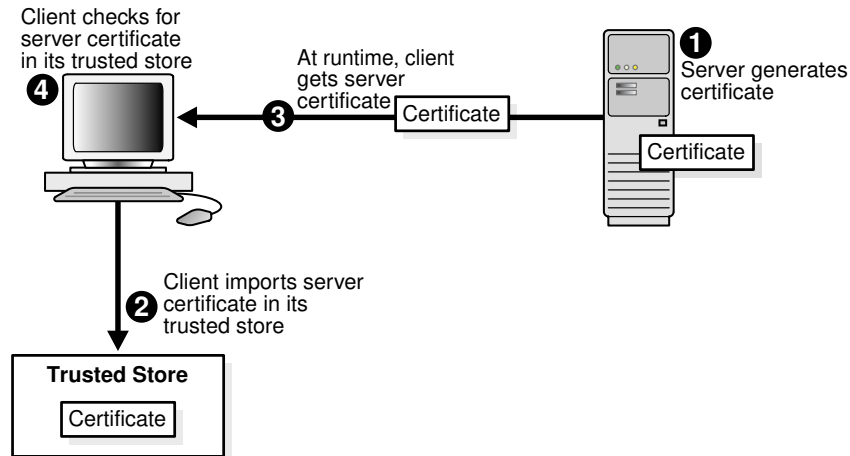 Client checks for
server certificate
in its trusted store
4
At runtime, client
gets server
certificate
3
Certificate
1
Server generates
certificate
Certificate
2
Client imports server
certificate in its
trusted store
Trusted Store
Certificate